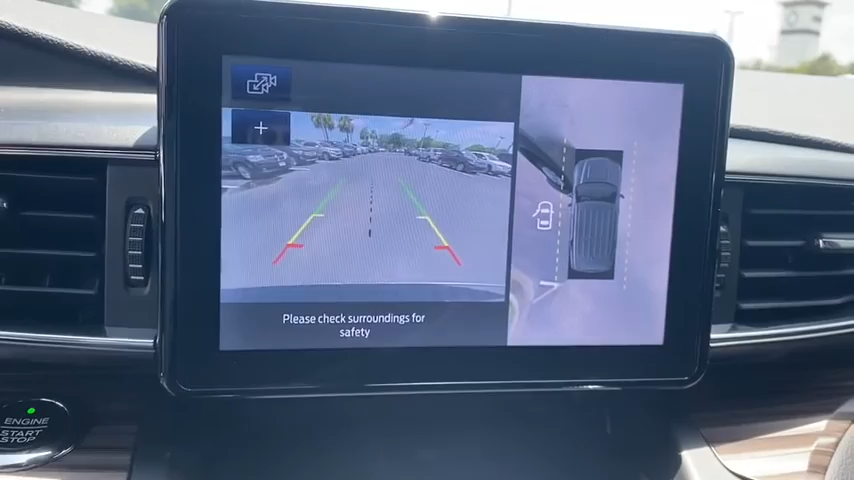 +
Please check surroundings for
safety
ENGINE
START
STOP